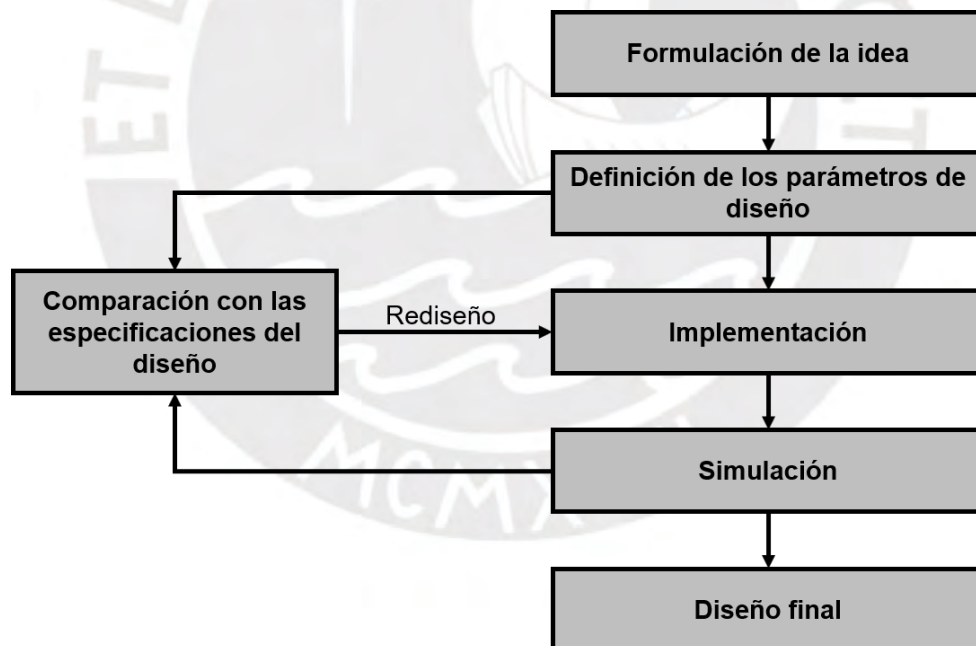 Formulación de la idea
Definición de los parámetros de
diseño
Comparación con las
especificaciones del
diseño
Rediseño
Implementación
Simulación
Diseño final